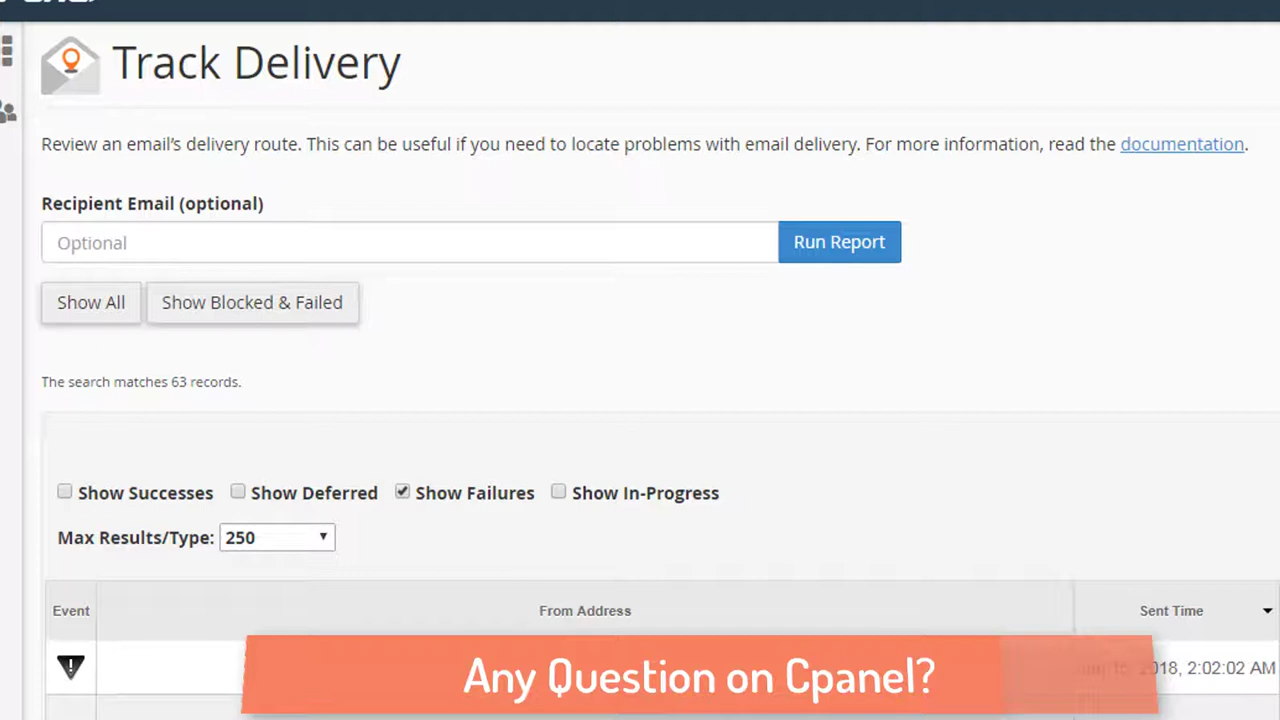 Track Delivery
Review an email's delivery route. This can be useful if you need to locate problems with email delivery. For more information, read the documentation.
Recipient Email (optional)
Optional
Run Report
Show All
Show Blocked & Failed
The search matches 63 records.
Show Successes
Show Deferred
Show Failures
Show In-Progress
Max Results/Type: 250
Event
From Address
Sent Time
2018, 2:02:02 AM
Any Question on Cpanel?